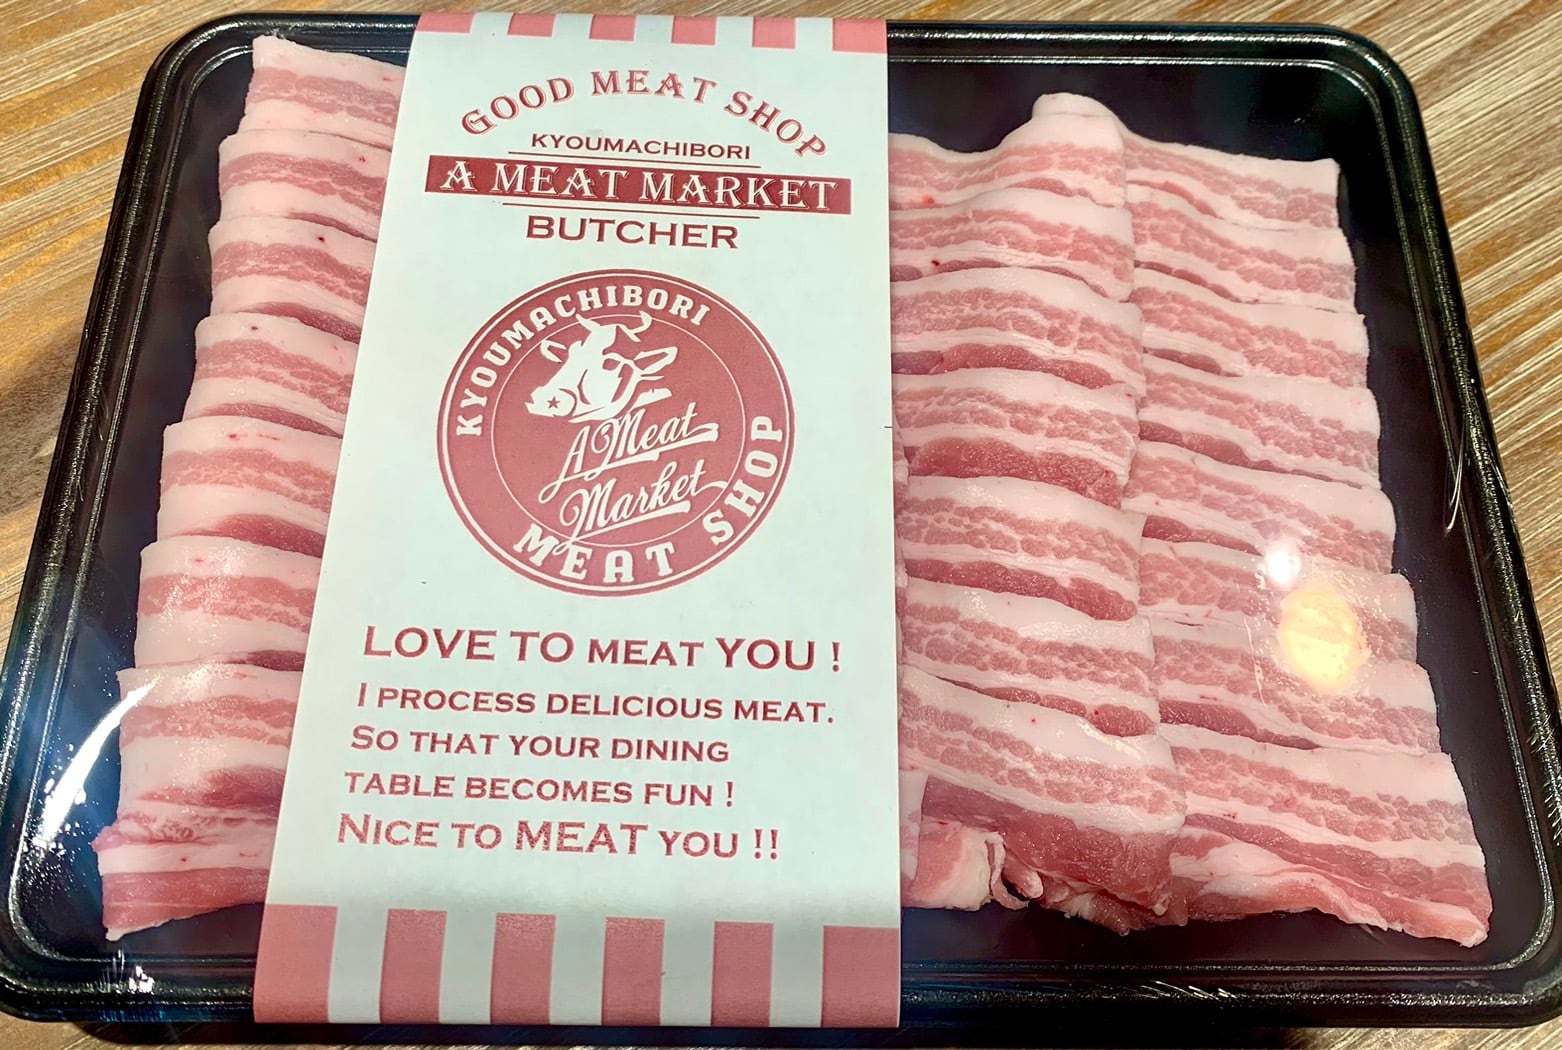 GOOD MEAT SHOP
KYOUMACHIBORI
A MEAT MARKET
BUTCHER
KYOUMACHIBORI
A Meat
Market
MEAT SHOP
LOVE TO MEAT YOU !
I PROCESS DELICIOUS MEAT.
SO THAT YOUR DINING
TABLE BECOMES FUN !
NICE TO MEAT YOU !!